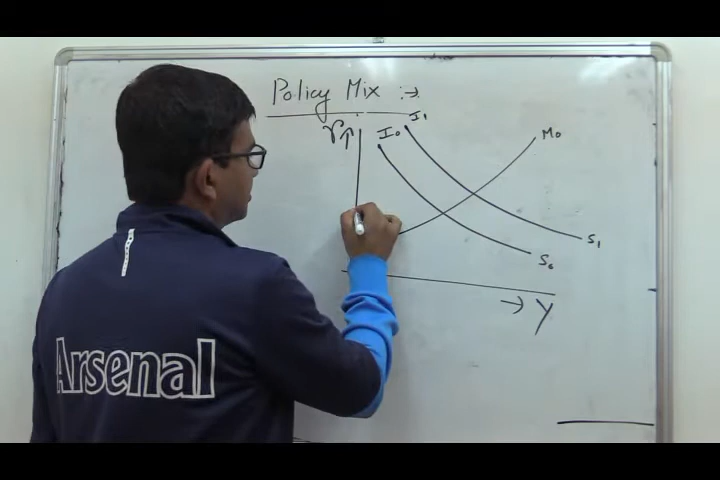 Policy Mix :→
r↑
I₀
I₁
M₀
S₁
S₀
→ Y
Arsenal